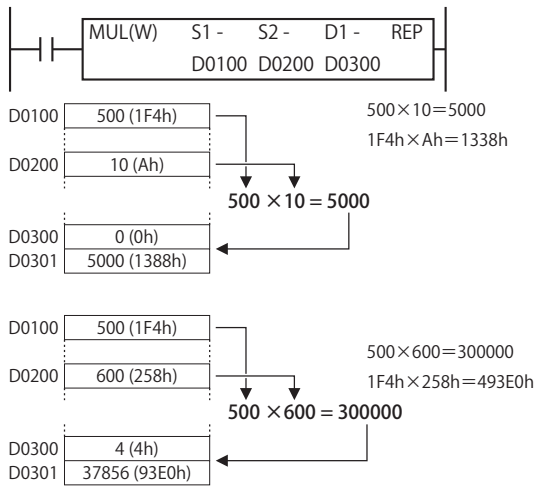 MUL(W) S1 - S2 - D1 - REP
D0100 D0200 D0300
D0100 500 (1F4h)
500×10=5000
1F4h×Ah=1338h
D0200 10 (Ah)
500 ×10 = 5000
D0300 0 (0h)
D0301 5000 (1388h)
D0100 500 (1F4h)
500×600=300000
D0200 600 (258h)
1F4h×258h=493E0h
500 ×600 = 300000
D0300 4 (4h)
D0301 37856 (93E0h)